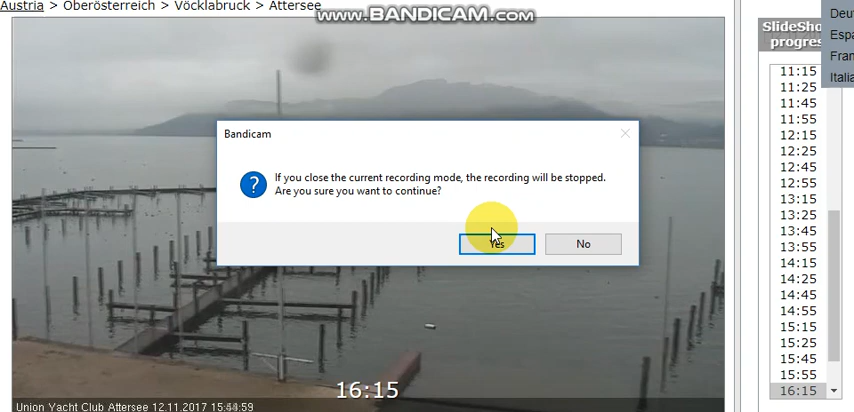 Austria > Oberösterreich > Vöcklabruck > Attersee
www.BANDICAM.com
SlideSho
progres
Deut
Espa
Fran
Italia
Bandicam
If you close the current recording mode, the recording will be stopped.
Are you sure you want to continue?
Yes
No
11:15
11:25
11:45
11:55
12:15
12:25
12:45
12:55
13:15
13:25
13:45
13:55
14:15
14:25
14:45
14:55
15:15
15:25
15:45
15:55
16:15
16:15
Union Yacht Club Attersee 12.11.2017